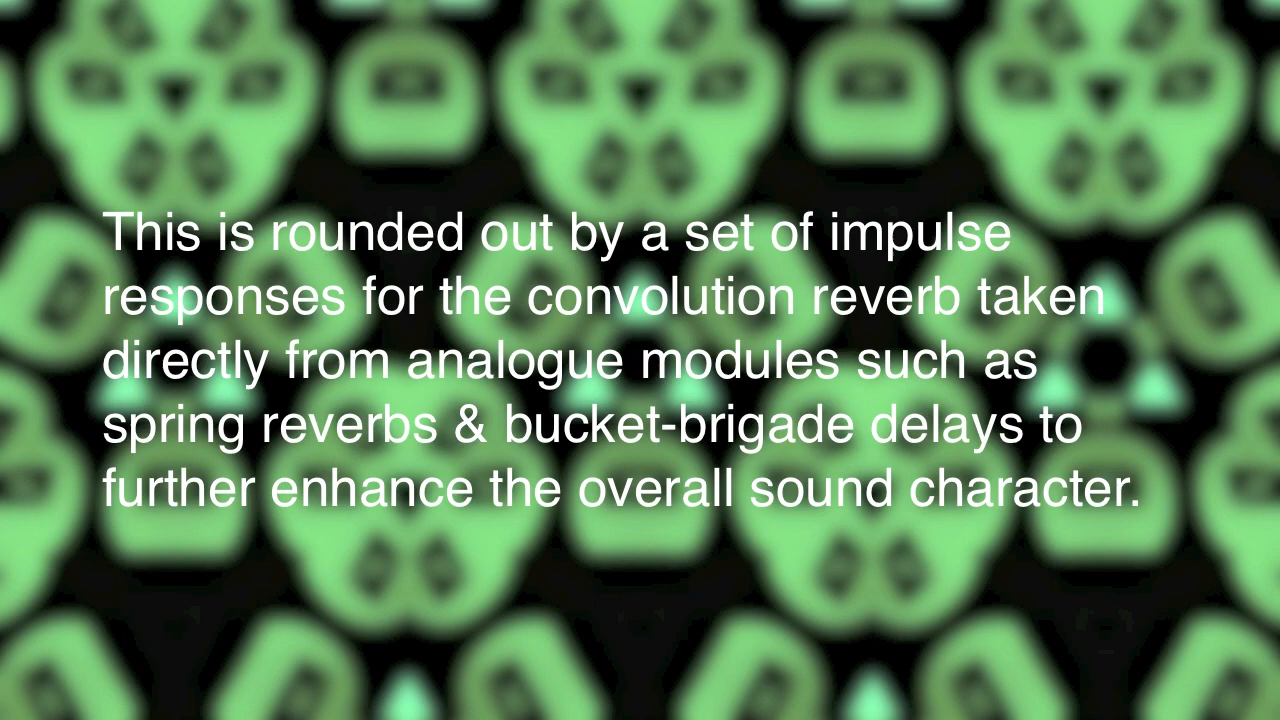 This is rounded out by a set of impulse
responses for the convolution reverb taken
directly from analogue modules such as
spring reverbs & bucket-brigade delays to
further enhance the overall sound character.